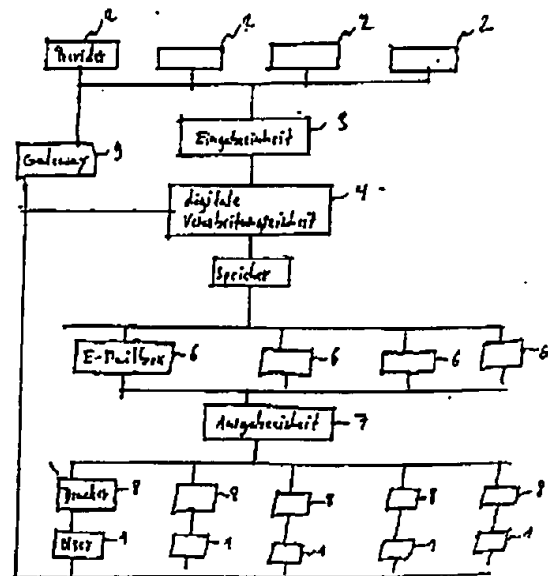 2 2 2 2
Provider
Eingabeeinheit 3
Gateway 9
digitale 4
Verarbeitungseinheit
Speicher
E-Mailbox 6 6 6 6
Ausgabeeinheit 7
Drucker 8 8 8 8 8
User 1 1 1 1 1